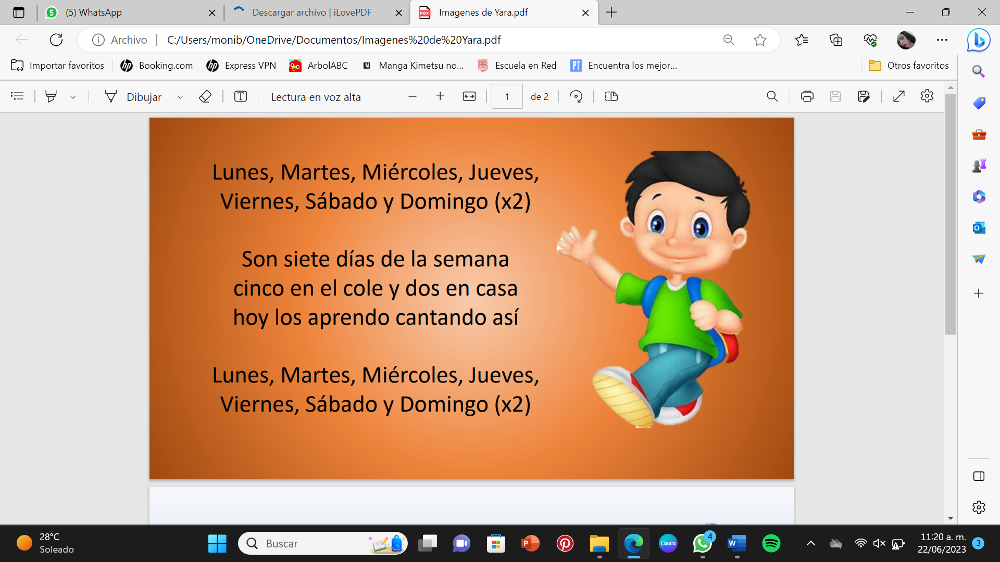 (5) WhatsApp
Descargar archivo | iLovePDF
Imagenes de Yara.pdf
Archivo
C:/Users/monib/OneDrive/Documentos/Imagenes%20de%20Yara.pdf
Importar favoritos
Booking.com
Express VPN
ArbolABC
Manga Kimetsu no...
Escuela en Red
Encuentra los mejor...
Otros favoritos
Dibujar
Lectura en voz alta
1
de 2
Lunes, Martes, Miércoles, Jueves,
Viernes, Sábado y Domingo (x2)
Son siete días de la semana
cinco en el cole y dos en casa
hoy los aprendo cantando así
Lunes, Martes, Miércoles, Jueves,
Viernes, Sábado y Domingo (x2)
28°C
Soleado
Buscar
Canva
4
11:20 a. m.
22/06/2023
3